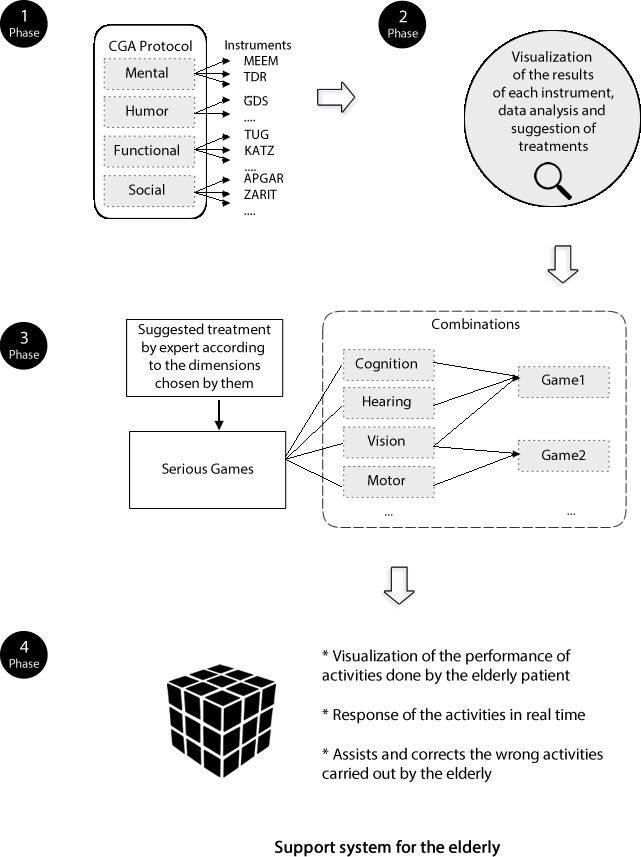 1
Phase
CGA Protocol
Instruments
Mental
MEEM
TDR
Humor
GDS
....
Functional
TUG
KATZ
....
Social
APGAR
ZARIT
....
2
Phase
Visualization
of the results
of each instrument,
data analysis and
suggestion of
treatments
3
Phase
Suggested treatment
by expert according
to the dimensions
chosen by them
Serious Games
Combinations
Cognition
Hearing
Vision
Motor
...
Game1
Game2
...
4
Phase
* Visualization of the performance of
activities done by the elderly patient
* Response of the activities in real time
* Assists and corrects the wrong activities
carried out by the elderly
Support system for the elderly